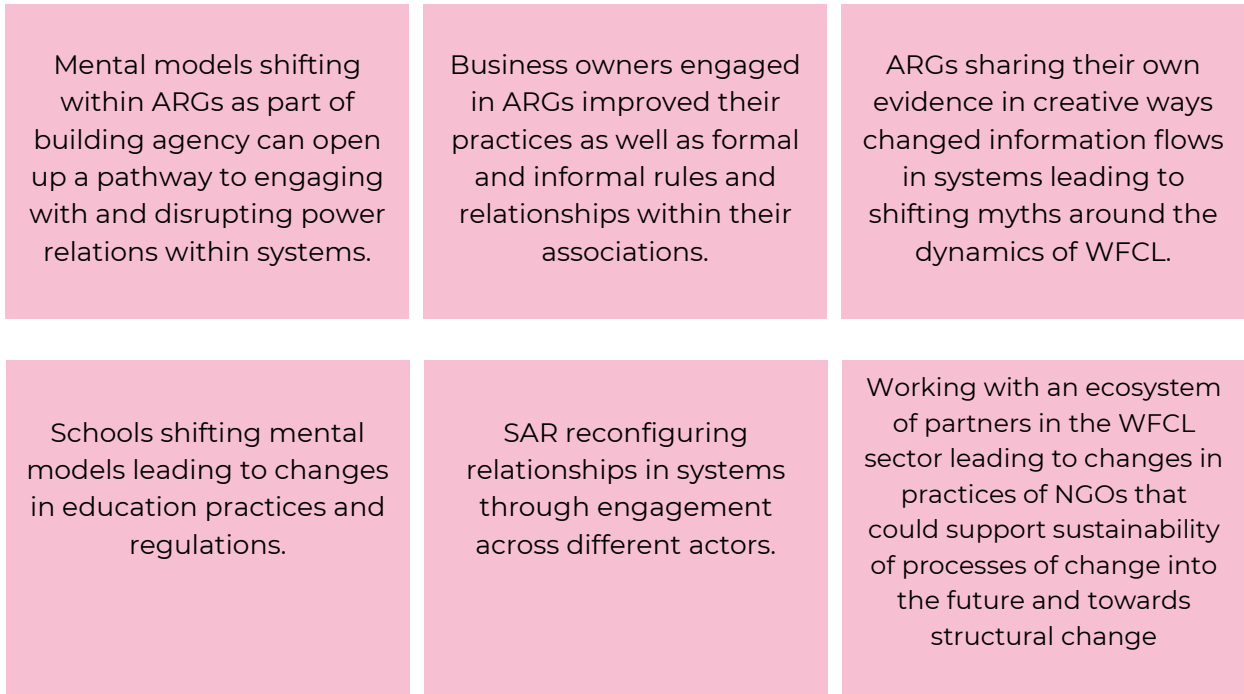 Mental models shifting
within ARGs as part of
building agency can open
up a pathway to engaging
with and disrupting power
relations within systems.
Business owners engaged
in ARGs improved their
practices as well as formal
and informal rules and
relationships within their
associations.
ARGs sharing their own
evidence in creative ways
changed information flows
in systems leading to
shifting myths around the
dynamics of WFCL.
Schools shifting mental
models leading to changes
in education practices and
regulations.
SAR reconfiguring
relationships in systems
through engagement
across different actors.
Working with an ecosystem
of partners in the WFCL
sector leading to changes in
practices of NGOs that
could support sustainability
of processes of change into
the future and towards
structural change